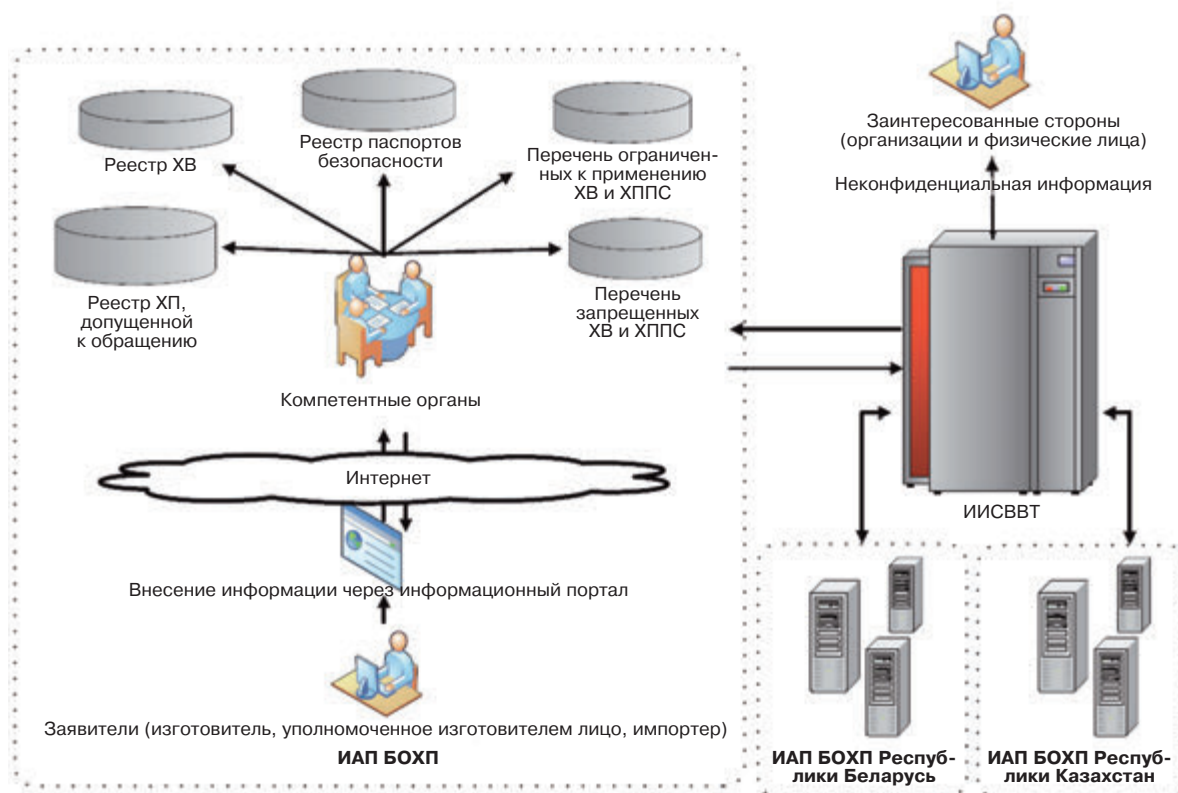 Реестр ХВ
Реестр паспортов
безопасности
Перечень ограничен-
ных к применению
ХВ и ХППС
Реестр ХП,
допущенной
к обращению
Перечень
запрещенных
ХВ и ХППС
Компетентные органы
Интернет
Внесение информации через информационный портал
Заявители (изготовитель, уполномоченное изготовителем лицо, импортер)
ИАП БОХП
Заинтересованные стороны
(организации и физические лица)
Неконфиденциальная информация
ИИСВВТ
ИАП БОХП Респуб-
лики Беларусь
ИАП БОХП Респуб-
лики Казахстан